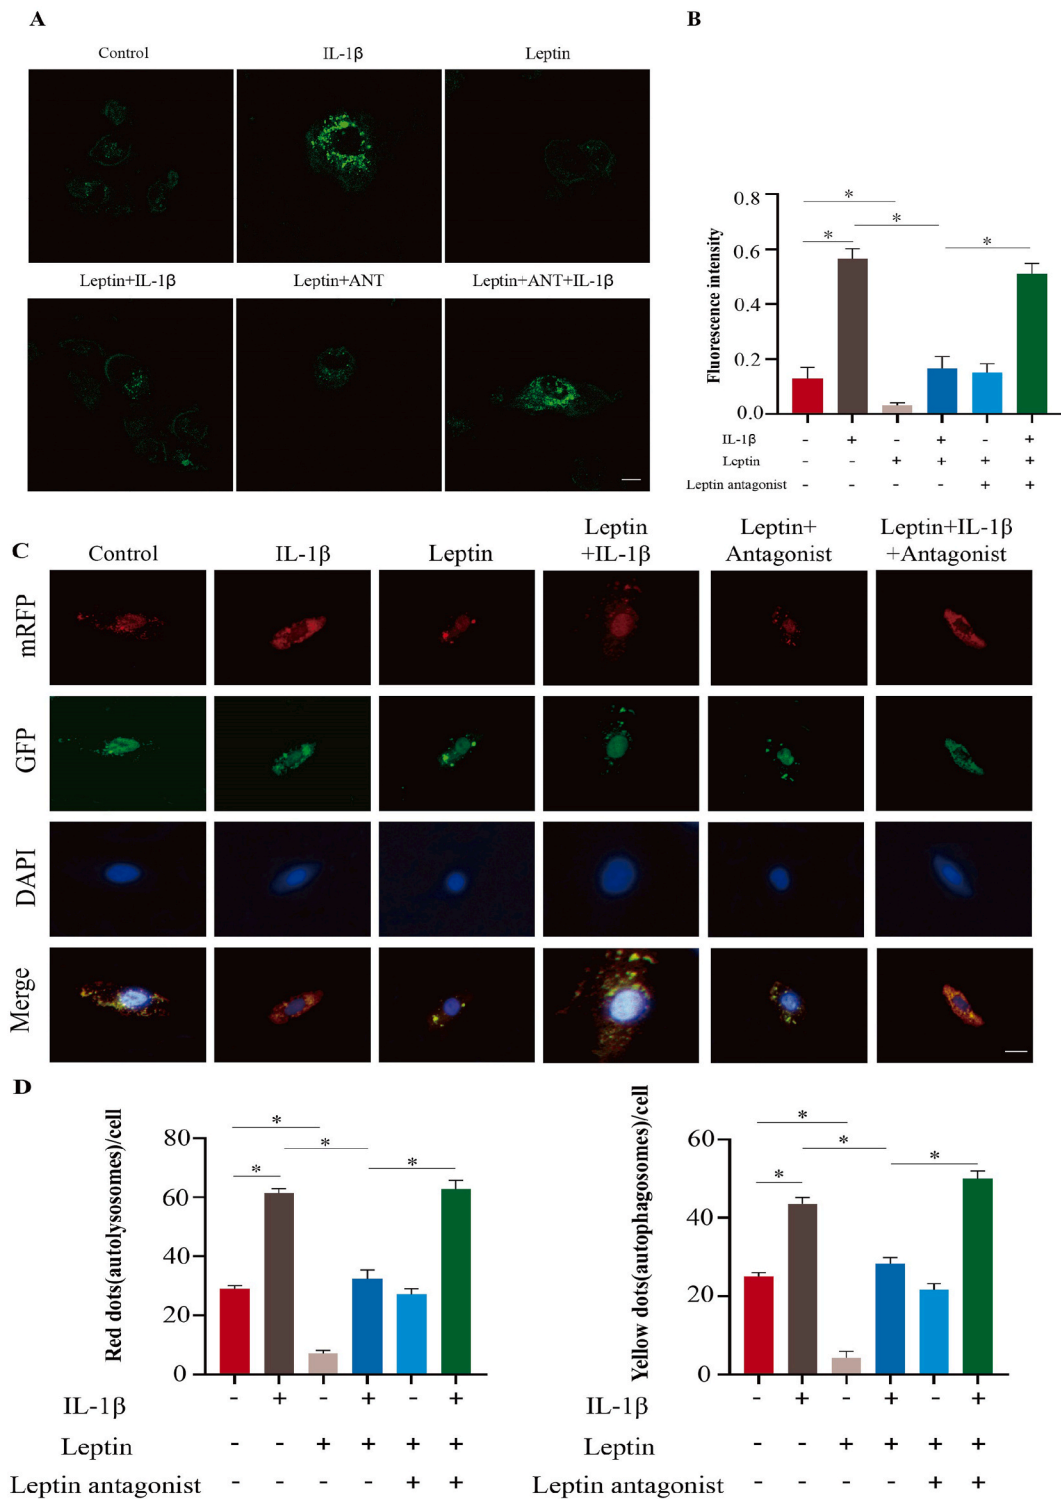 A
Control
IL-1β
Leptin
Leptin+IL-1β
Leptin+ANT
Leptin+ANT+IL-1β
B
Fluorescence intensity
0.8
0.6
0.4
0.2
0.0
*
*
*
*
IL-1β - + - + - +
Leptin - - + + + +
Leptin antagonist - - - - + +
C
Control
IL-1β
Leptin
Leptin
+IL-1β
Leptin+
Antagonist
Leptin+IL-1β
+Antagonist
mRFP
GFP
DAPI
Merge
D
Red dots(autolysosomes)/cell
80
60
40
20
0
*
*
*
*
IL-1β - + - + - +
Leptin - - + + + +
Leptin antagonist - - - - + +
Yellow dots(autophagosomes)/cell
60
40
20
0
*
*
*
*
IL-1β - + - + - +
Leptin - - + + + +
Leptin antagonist - - - - + +